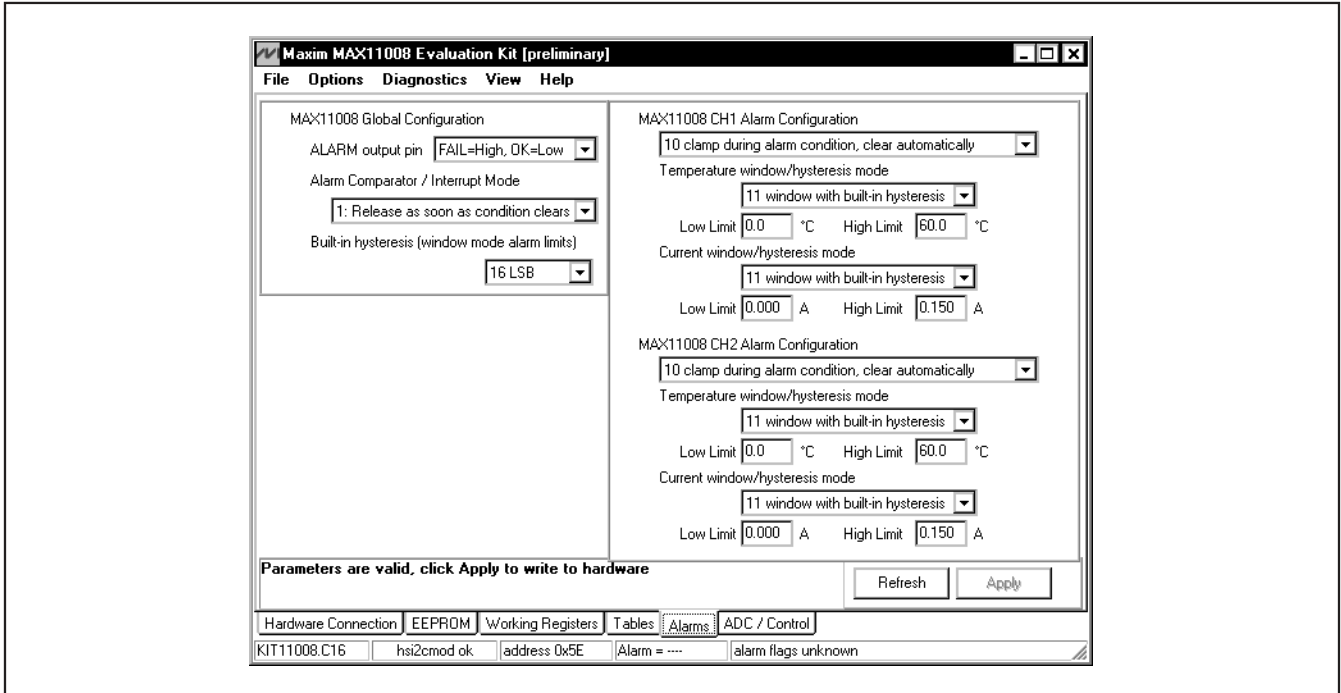 Maxim MAX11008 Evaluation Kit [preliminary]
File Options Diagnostics View Help
MAX11008 Global Configuration
ALARM output pin FAIL=High, OK=Low
Alarm Comparator / Interrupt Mode
1: Release as soon as condition clears
Built-in hysteresis (window mode alarm limits)
16 LSB
MAX11008 CH1 Alarm Configuration
10 clamp during alarm condition, clear automatically
Temperature window/hysteresis mode
11 window with built-in hysteresis
Low Limit 0.0 °C High Limit 60.0 °C
Current window/hysteresis mode
11 window with built-in hysteresis
Low Limit 0.000 A High Limit 0.150 A
MAX11008 CH2 Alarm Configuration
10 clamp during alarm condition, clear automatically
Temperature window/hysteresis mode
11 window with built-in hysteresis
Low Limit 0.0 °C High Limit 60.0 °C
Current window/hysteresis mode
11 window with built-in hysteresis
Low Limit 0.000 A High Limit 0.150 A
Parameters are valid, click Apply to write to hardware
Refresh Apply
Hardware Connection EEPROM Working Registers Tables Alarms ADC / Control
KIT11008.C16 hsi2cmod ok address 0x5E Alarm = ---- alarm flags unknown